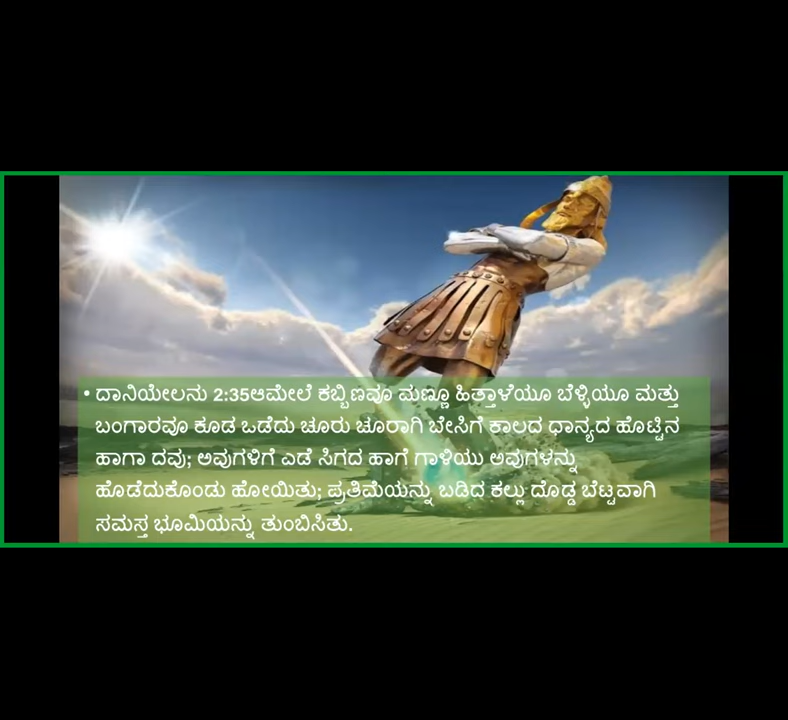 • ದಾನಿಯೇಲನು 2:35ಆಮೇಲೆ ಕಬ್ಬಿಣವೂ ಮಣ್ಣೂ ಹಿತ್ತಾಳೆಯೂ ಬೆಳ್ಳಿಯೂ ಮತ್ತು
ಬಂಗಾರವೂ ಕೂಡ ಒಡೆದು ಚೂರು ಚೂರಾಗಿ ಬೇಸಿಗೆ ಕಾಲದ ಧಾನ್ಯದ ಹೊಟ್ಟಿನ
ಹಾಗಾ ದವು; ಅವುಗಳಿಗೆ ಎಡೆ ಸಿಗದ ಹಾಗೆ ಗಾಳಿಯು ಅವುಗಳನ್ನು
ಹೊಡೆದುಕೊಂಡು ಹೋಯಿತು; ಪ್ರತಿಮೆಯನ್ನು ಬಡಿದ ಕಲ್ಲು ದೊಡ್ಡ ಬೆಟ್ಟವಾಗಿ
ಸಮಸ್ತ ಭೂಮಿಯನ್ನು ತುಂಬಿಸಿತು.